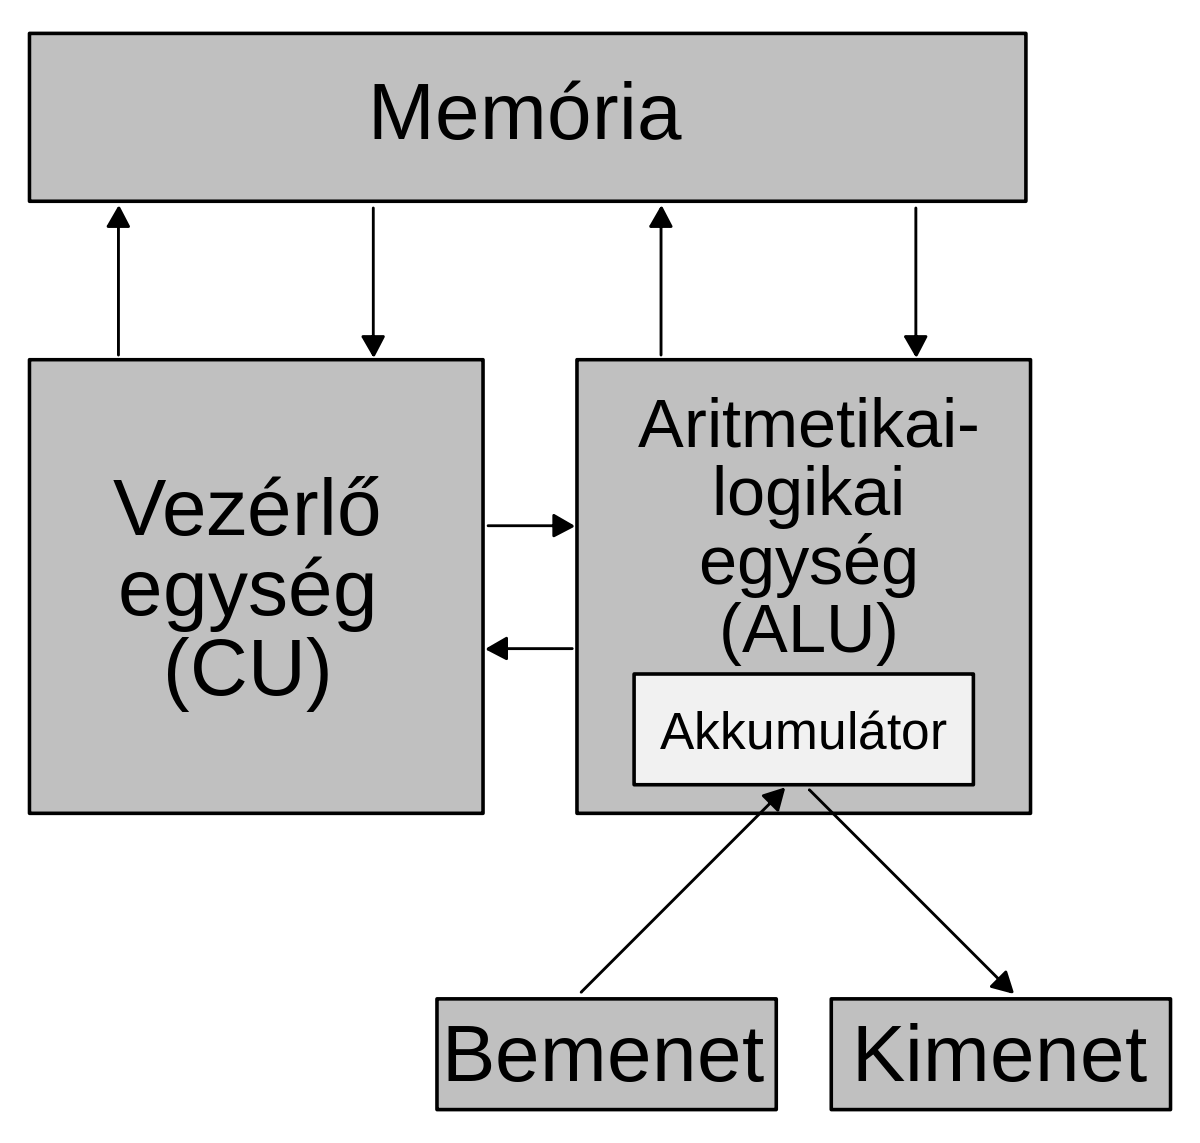 Memória
Vezérlő
egység
(CU)
Aritmetikai-
logikai
egység
(ALU)
Akkumulátor
Bemenet
Kimenet